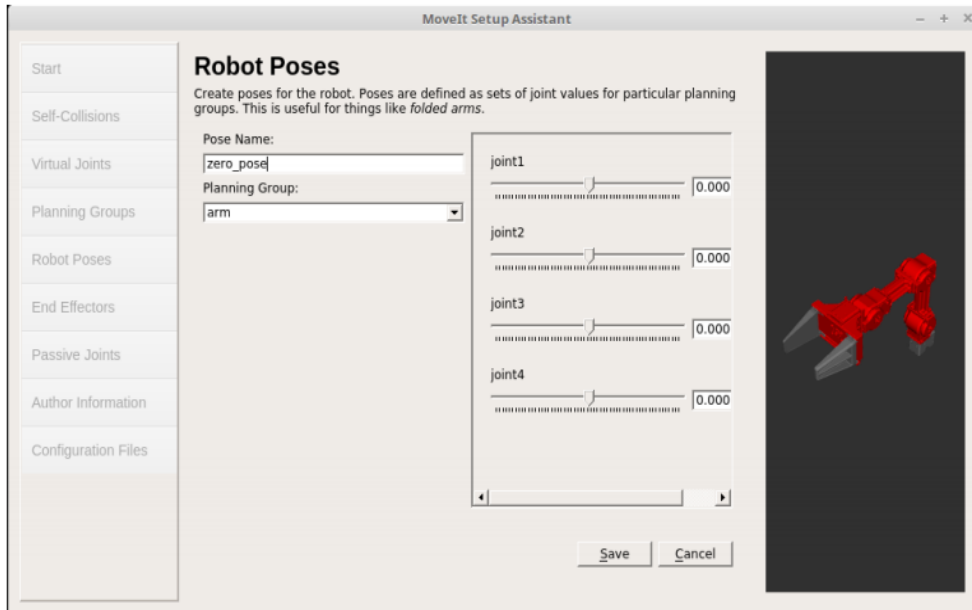 MoveIt Setup Assistant
Start
Self-Collisions
Virtual Joints
Planning Groups
Robot Poses
End Effectors
Passive Joints
Author Information
Configuration Files
Robot Poses
Create poses for the robot. Poses are defined as sets of joint values for particular planning
groups. This is useful for things like folded arms.
Pose Name:
zero_pose
Planning Group:
arm
joint1
0.000
joint2
0.000
joint3
0.000
joint4
0.000
Save
Cancel